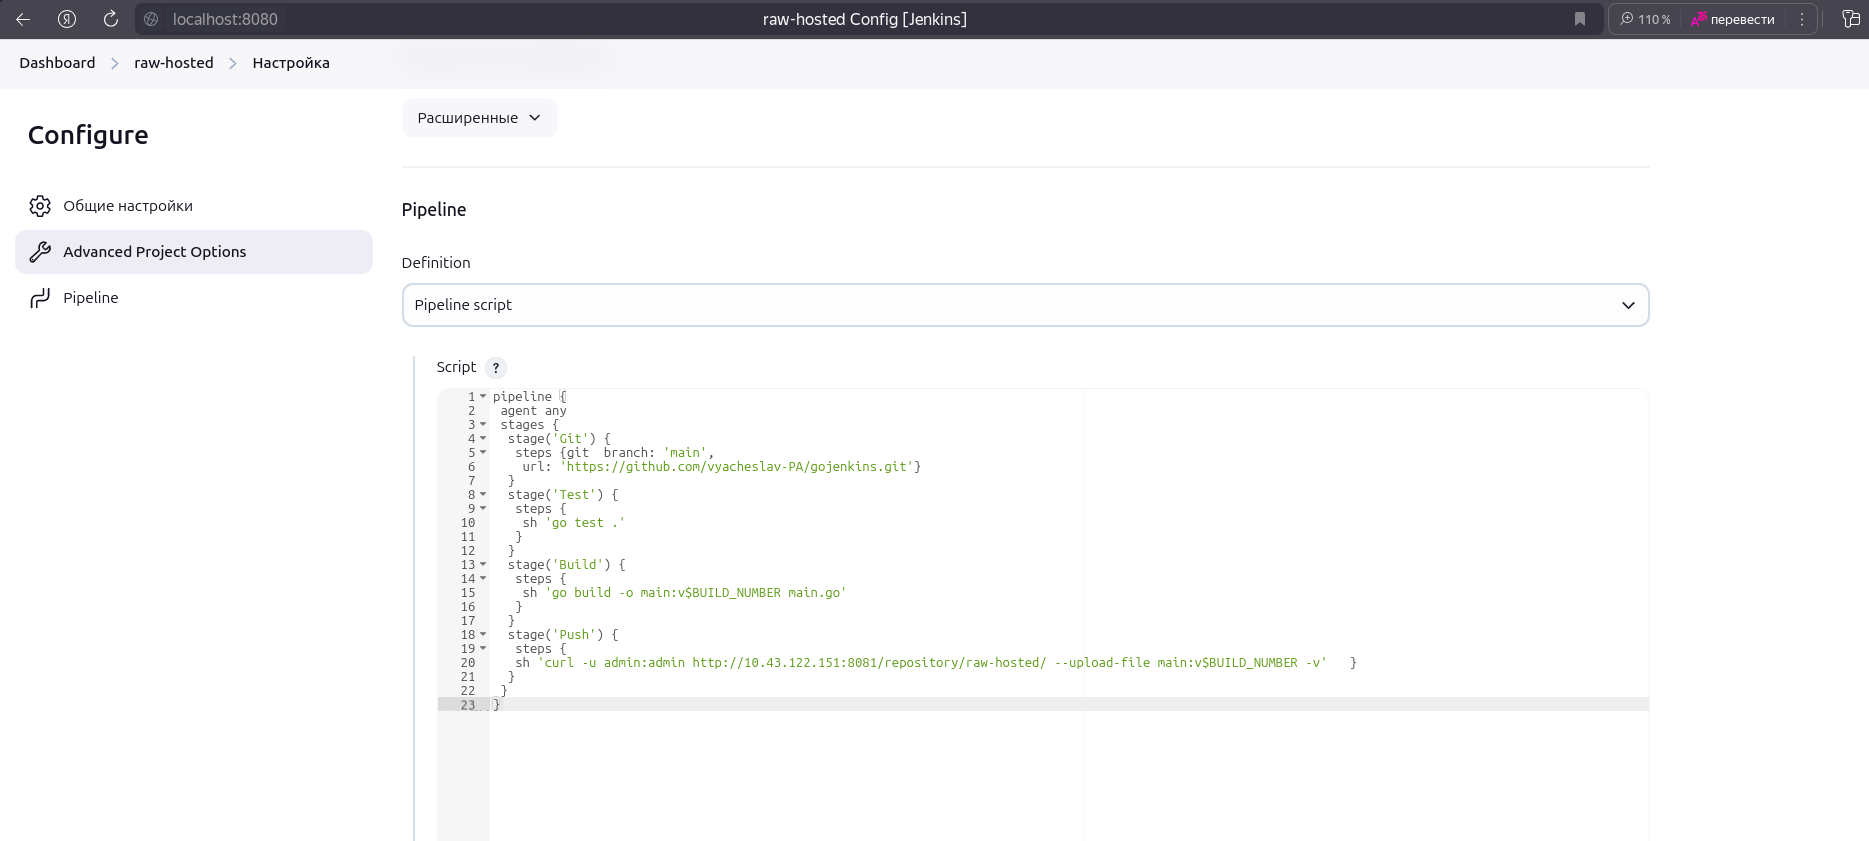 localhost:8080
raw-hosted Config [Jenkins]
110 %
перевести
Dashboard > raw-hosted > Настройка
Configure
Общие настройки
Advanced Project Options
Pipeline
Расширенные
Pipeline
Definition
Pipeline script
Script ?
1 pipeline {
2 agent any
3 stages {
4 stage('Git') {
5 steps {git  branch: 'main',
6 url: 'https://github.com/vyacheslav-PA/gojenkins.git'}
7 }
8 stage('Test') {
9 steps {
10 sh 'go test .'
11 }
12 }
13 stage('Build') {
14 steps {
15 sh 'go build -o main:v$BUILD_NUMBER main.go'
16 }
17 }
18 stage('Push') {
19 steps {
20 sh 'curl -u admin:admin http://10.43.122.151:8081/repository/raw-hosted/ --upload-file main:v$BUILD_NUMBER -v'   }
21 }
22 }
23 }